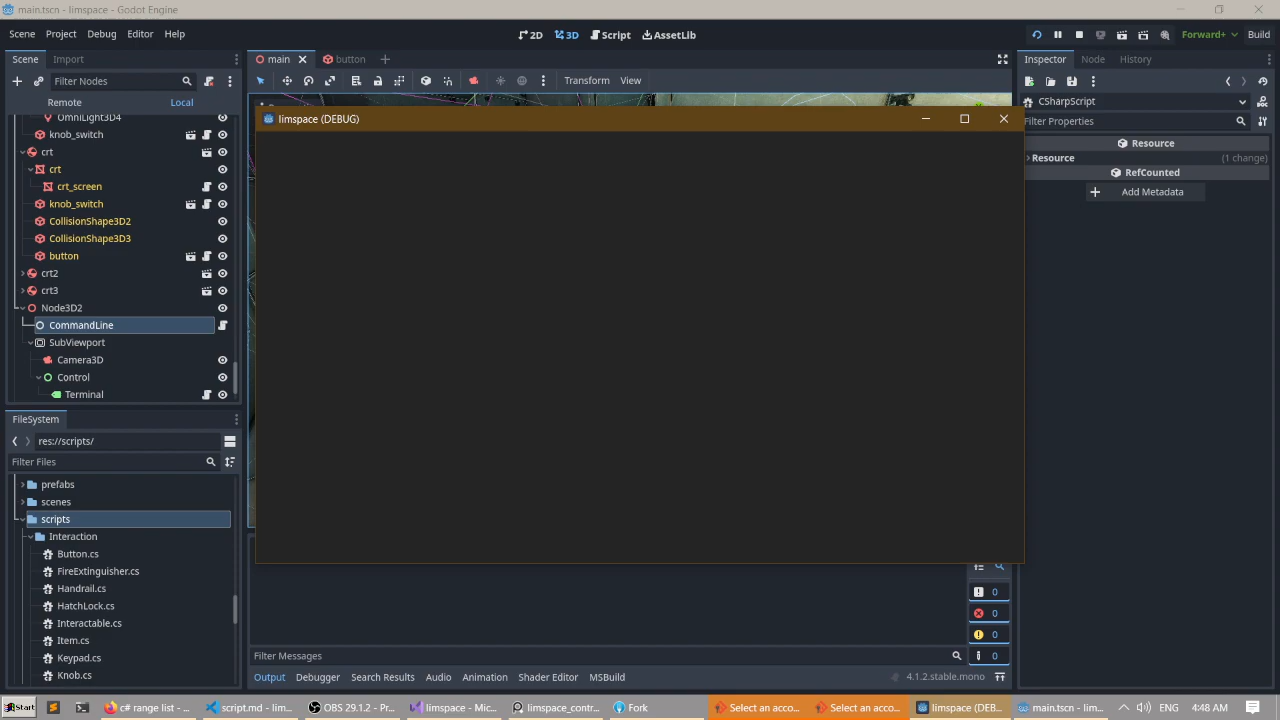 main.tscn - limspace - Godot Engine
Scene Project Debug Editor Help
2D 3D Script AssetLib
Forward+ Build
Scene Import
main button
Inspector Node History
Filter Nodes
Transform View
Remote Local
CSharpScript
Filter Properties
limspace (DEBUG)
OmniLight3D4
knob_switch
crt
crt
crt_screen
knob_switch
CollisionShape3D2
CollisionShape3D3
button
crt2
crt3
Node3D2
CommandLine
SubViewport
Camera3D
Control
Terminal
Resource
Resource (1 change)
RefCounted
Add Metadata
FileSystem
res://scripts/
Filter Files
prefabs
scenes
scripts
Interaction
Button.cs
FireExtinguisher.cs
Handrail.cs
HatchLock.cs
Interactable.cs
Item.cs
Keypad.cs
Knob.cs
0
0
0
0
Filter Messages
Output Debugger Search Results Audio Animation Shader Editor MSBuild
4.1.2.stable.mono
Start
c# range list - ...
script.md - lim...
OBS 29.1.2 - Pr...
limspace - Mic...
limspace_contr...
Fork
Select an acco...
Select an acco...
limspace (DEB...
main.tscn - lim...
ENG
4:48 AM